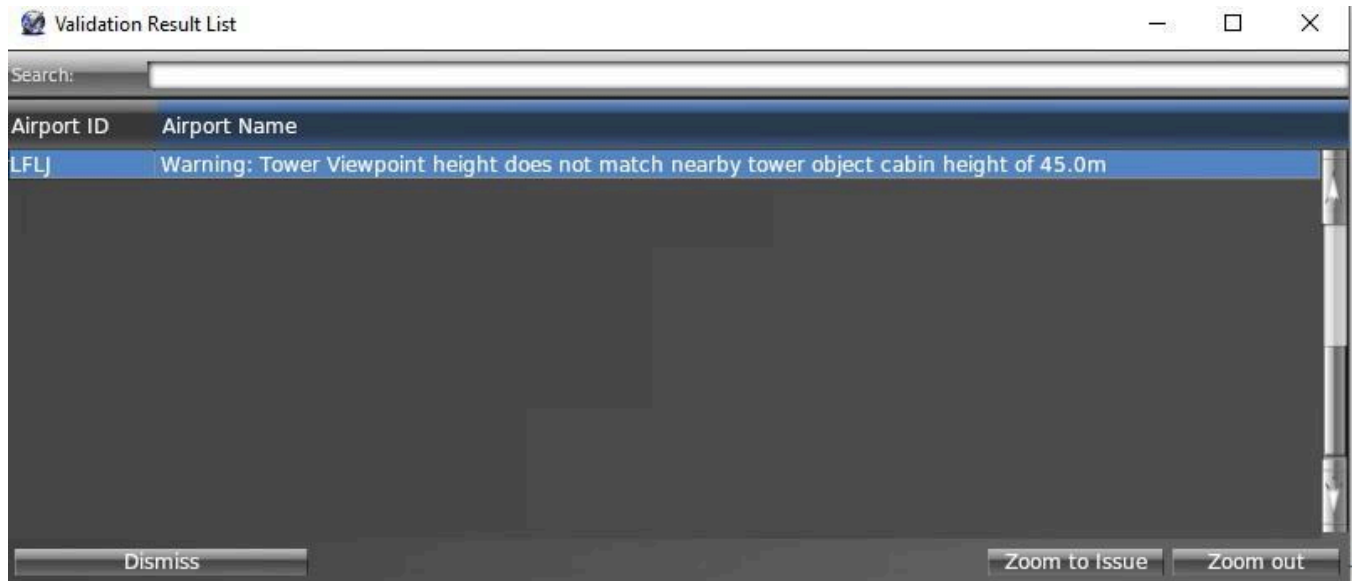 Validation Result List
Search:
Airport ID Airport Name
LFLJ Warning: Tower Viewpoint height does not match nearby tower object cabin height of 45.0m
Dismiss Zoom to Issue Zoom out